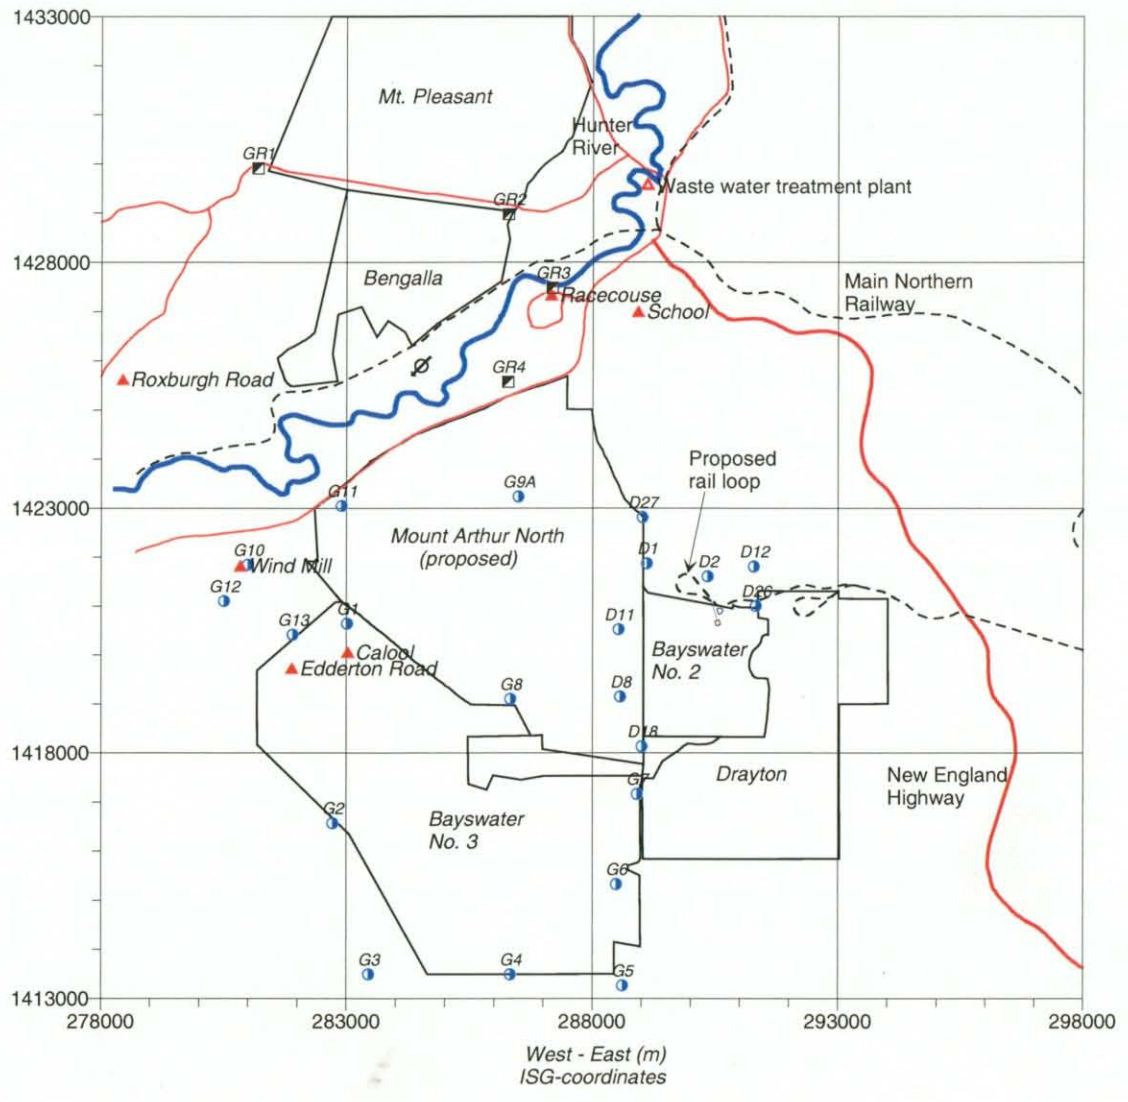 1433000
Mt. Pleasant
Hunter
River
GR1
Waste water treatment plant
GR2
1428000
Bengalla
GR3
Racecouse
Main Northern
Railway
School
GR4
Roxburgh Road
Proposed
rail loop
G9A
G11
D27
1423000
Mount Arthur North
(proposed)
G10
Wind Mill
D1
D2
D12
G12
D26
G13
G1
D11
Calool
Edderton Road
Bayswater
No. 2
G8
D8
D18
1418000
G7
Drayton
New England
Highway
G2
Bayswater
No. 3
G6
G3
G4
G5
1413000
278000
283000
288000
293000
298000
West - East (m)
ISG-coordinates